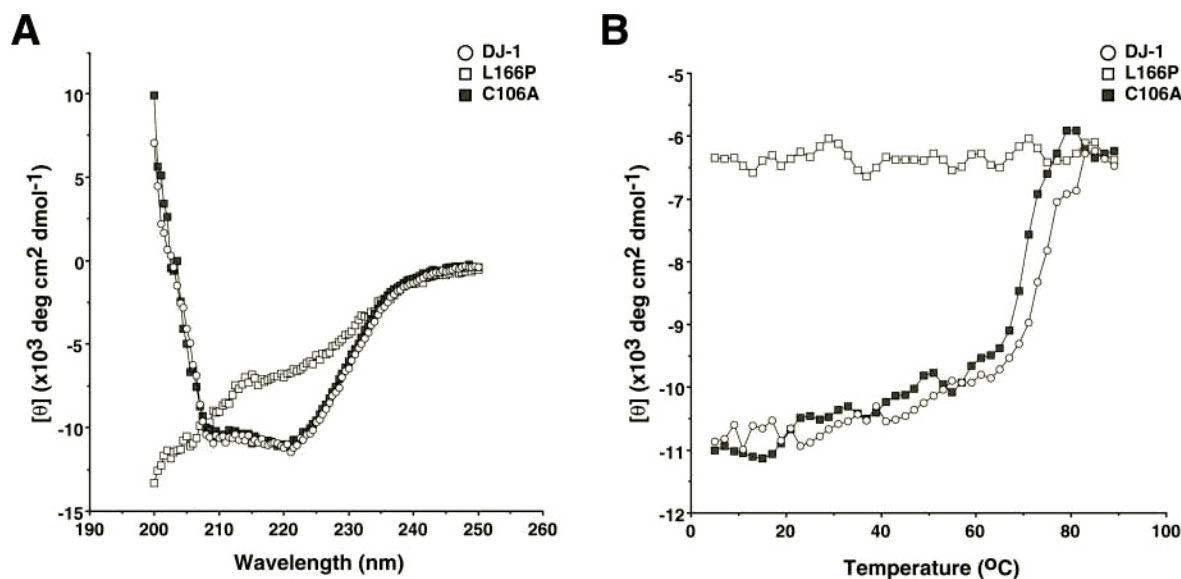 A
DJ-1
L166P
C106A
[θ] (x10³ deg cm2 dmol-1)
10
5
0
-5
-10
-15
190
200
210
220
230
240
250
260
Wavelength (nm)
B
DJ-1
L166P
C106A
[θ] (x10³ deg cm2 dmol-1)
-5
-6
-7
-8
-9
-10
-11
-12
0
20
40
60
80
100
Temperature (ºC)